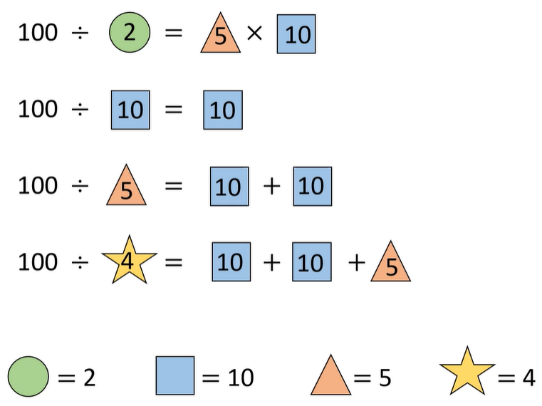 100 ÷ 2 = 5 × 10
100 ÷ 10 = 10
100 ÷ 5 = 10 + 10
100 ÷ 4 = 10 + 10 + 5
= 2 = 10 = 5 = 4